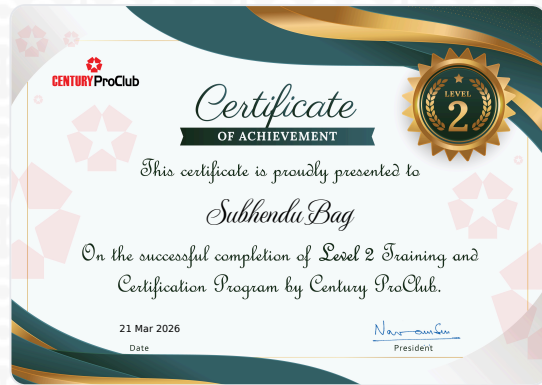 CENTURY ProClub
LEVEL
2
Certificate
OF ACHIEVEMENT
This certificate is proudly presented to
Subhendu Bag
On the successful completion of Level 2 Training and
Certification Program by Century ProClub.
21 Mar 2026
Date
President